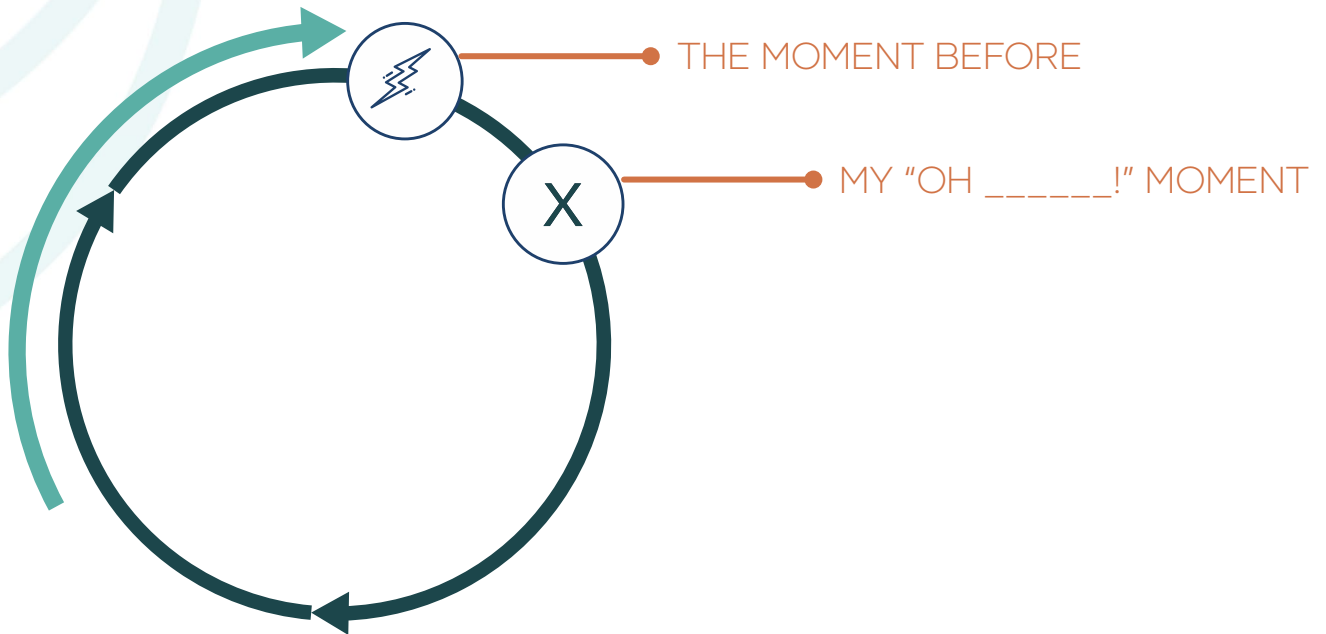 THE MOMENT BEFORE
MY “OH ______!” MOMENT
X